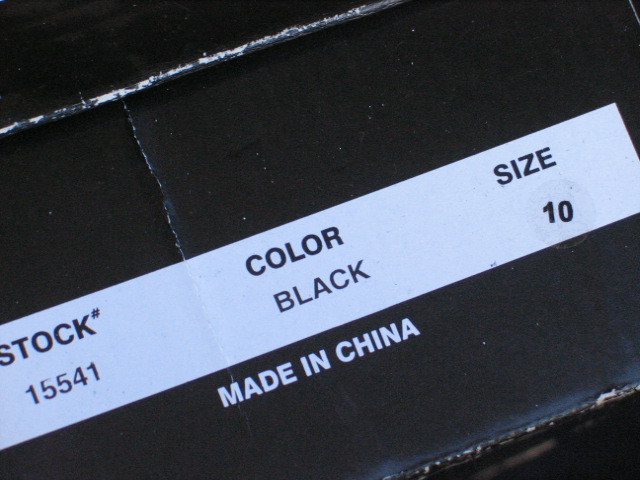 STOCK# COLOR SIZE
15541 BLACK 10
MADE IN CHINA